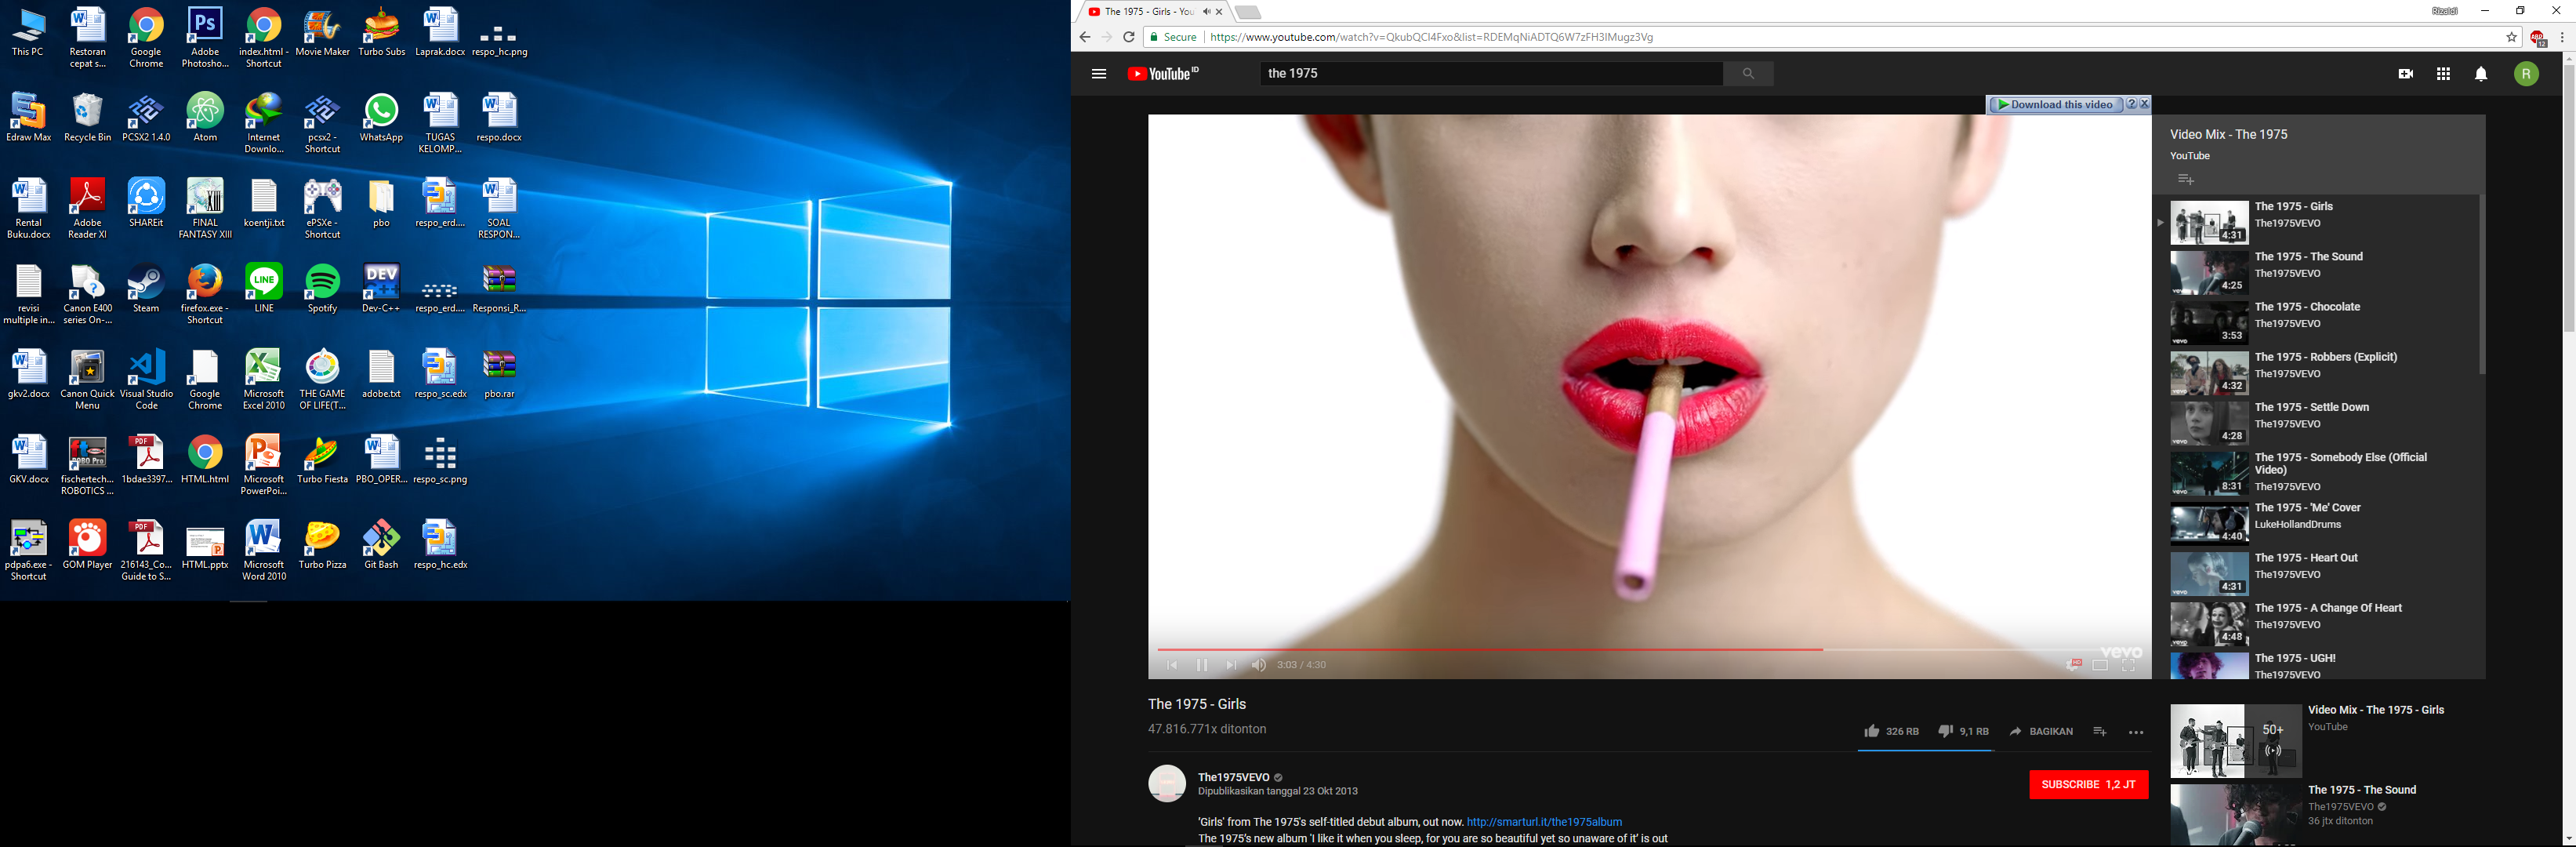 This PC
Restoran
cepat s...
Google
Chrome
Adobe
Photosho...
index.html -
Shortcut
Movie Maker
Turbo Subs
Laprak.docx
respo_hc.png
Edraw Max
Recycle Bin
PCSX2 1.4.0
Atom
Internet
Downlo...
pcsx2 -
Shortcut
WhatsApp
TUGAS
KELOMP...
respo.docx
Rental
Buku.docx
Adobe
Reader XI
SHAREit
FINAL
FANTASY XIII
koentji.txt
ePSXe -
Shortcut
pbo
respo_erd....
SOAL
RESPON...
revisi
multiple in...
Canon E400
series On-...
Steam
firefox.exe -
Shortcut
LINE
Spotify
Dev-C++
respo_erd....
Responsi_R...
gkv2.docx
Canon Quick
Menu
Visual Studio
Code
Google
Chrome
Microsoft
Excel 2010
THE GAME
OF LIFE(T...
adobe.txt
respo_sc.edx
pbo.rar
GKV.docx
fischertech...
ROBOTICS ...
1bdae3397...
HTML.html
Microsoft
PowerPoi...
Turbo Fiesta
PBO_OPER...
respo_sc.png
pdpa6.exe -
Shortcut
GOM Player
216143_Co...
Guide to S...
HTML.pptx
Microsoft
Word 2010
Turbo Pizza
Git Bash
respo_hc.edx
The 1975 - Girls - You
Rizaldi
Secure
https://www.youtube.com/watch?v=QkubQCl4Fxo&list=RDEMqNiADTQ6W7zFH3lMugz3Vg
YouTube ID
the 1975
R
Download this video
Video Mix - The 1975
YouTube
The 1975 - Girls
The1975VEVO
4:31
The 1975 - The Sound
The1975VEVO
4:25
The 1975 - Chocolate
The1975VEVO
3:53
The 1975 - Robbers (Explicit)
The1975VEVO
4:32
The 1975 - Settle Down
The1975VEVO
4:28
The 1975 - Somebody Else (Official
Video)
The1975VEVO
8:31
The 1975 - 'Me' Cover
LukeHollandDrums
4:40
The 1975 - Heart Out
The1975VEVO
4:31
The 1975 - A Change Of Heart
The1975VEVO
4:48
The 1975 - UGH!
The1975VEVO
vevo
3:03 / 4:30
The 1975 - Girls
47.816.771x ditonton
326 RB
9,1 RB
BAGIKAN
The1975VEVO
Dipublikasikan tanggal 23 Okt 2013
SUBSCRIBE 1,2 JT
'Girls' from The 1975's self-titled debut album, out now. http://smarturl.it/the1975album
The 1975's new album 'I like it when you sleep, for you are so beautiful yet so unaware of it' is out
Video Mix - The 1975 - Girls
YouTube
50+
The 1975 - The Sound
The1975VEVO
36 jtx ditonton